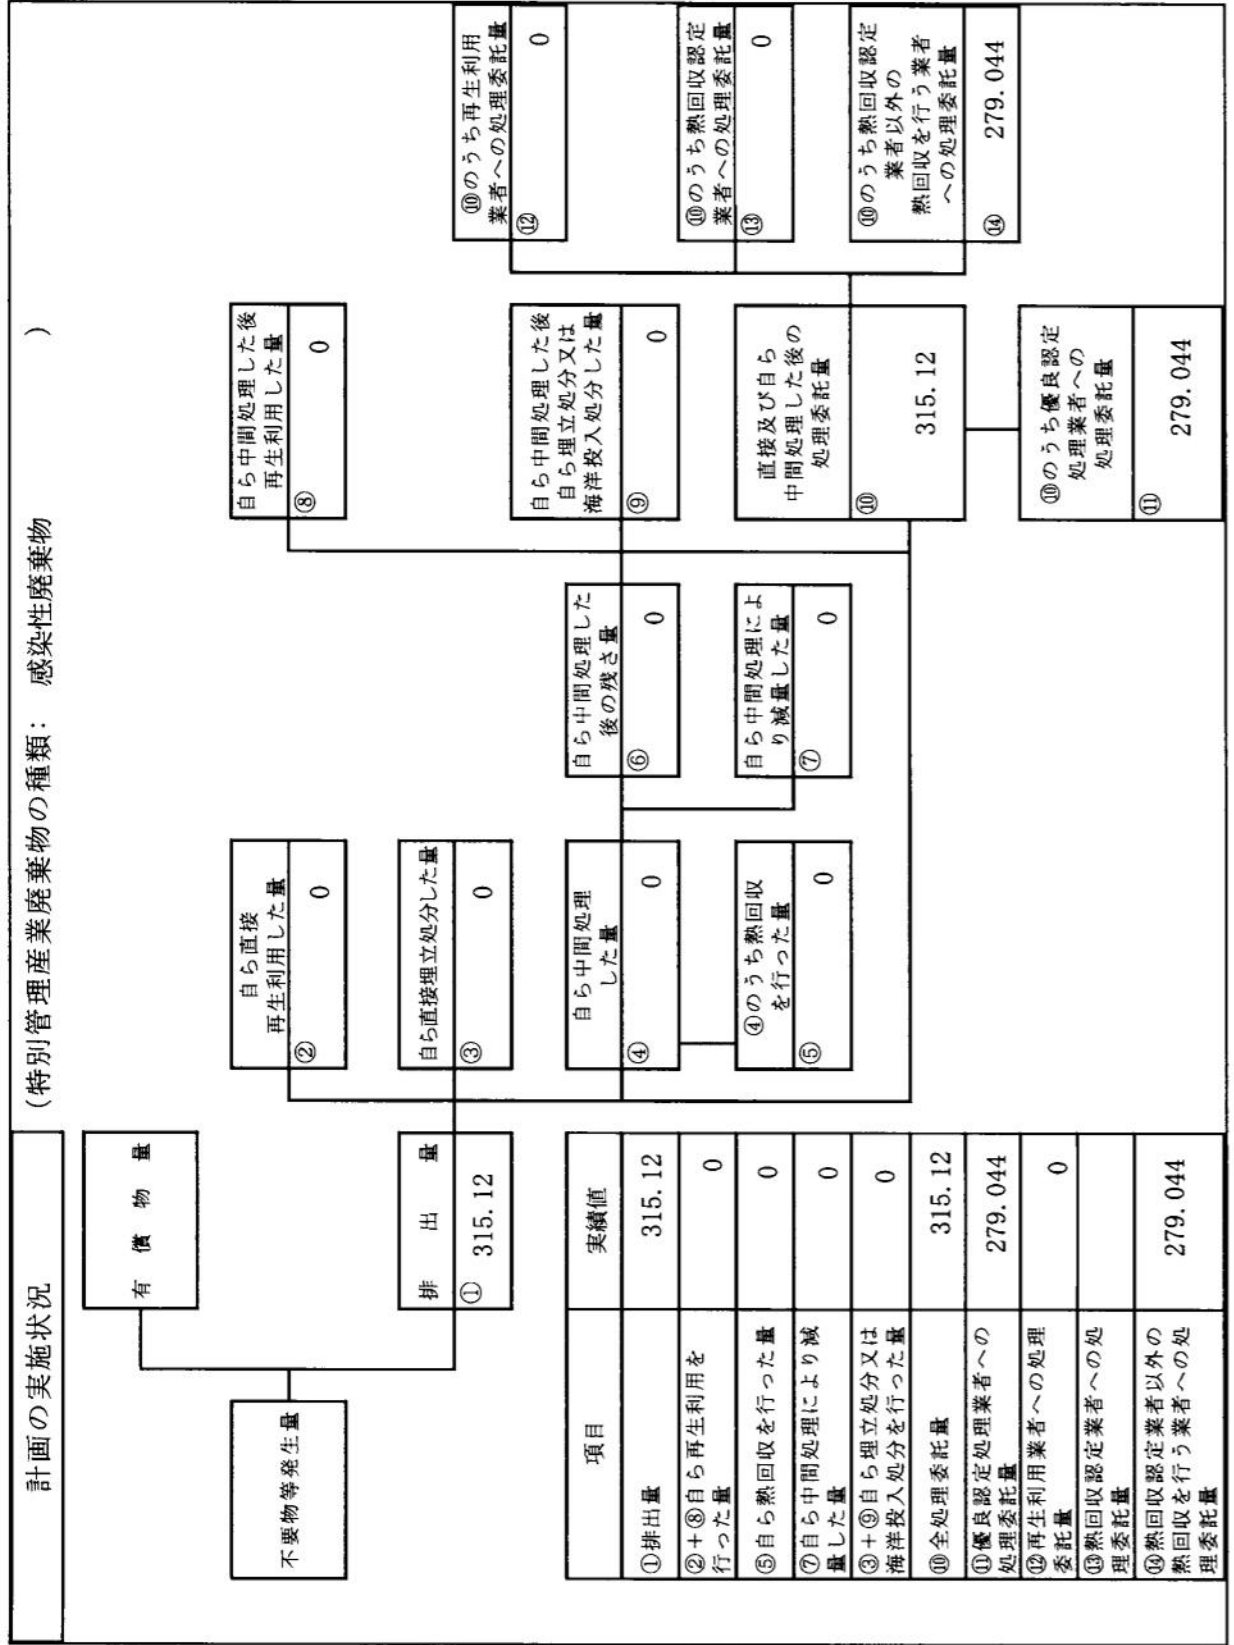 計画の実施状況
(特別管理産業廃棄物の種類： 感染性廃棄物 )
不要物等発生量
有償物量
排出量
① 315.12
自ら直接
再生利用した量
② 0
自ら直接埋立処分した量
③ 0
自ら中間処理
した量
④ 0
④のうち熱回収
を行った量
⑤ 0
自ら中間処理した
後の残さ量
⑥ 0
自ら中間処理によ
り減量した量
⑦ 0
自ら中間処理した後
再生利用した量
⑧ 0
自ら中間処理した後
自ら埋立処分又は
海洋投入処分した量
⑨ 0
直接及び自ら
中間処理した後の
処理委託量
⑩ 315.12
⑩のうち優良認定
処理業者への
処理委託量
⑪ 279.044
⑩のうち再生利用
業者への処理委託量
⑫ 0
⑩のうち熱回収認定
業者への処理委託量
⑬ 0
⑩のうち熱回収認定
業者以外の
熱回収を行う業者
への処理委託量
⑭ 279.044
項目 実績値
①排出量 315.12
②+⑧自ら再生利用を
行った量 0
⑤自ら熱回収を行った量 0
⑦自ら中間処理により減
量した量 0
③+⑨自ら埋立処分又は
海洋投入処分を行った量 0
⑩全処理委託量 315.12
⑪優良認定処理業者への
処理委託量 279.044
⑫再生利用業者への処理
委託量 0
⑬熱回収認定業者への処
理委託量
⑭熱回収認定業者以外の
熱回収を行う業者への処
理委託量 279.044